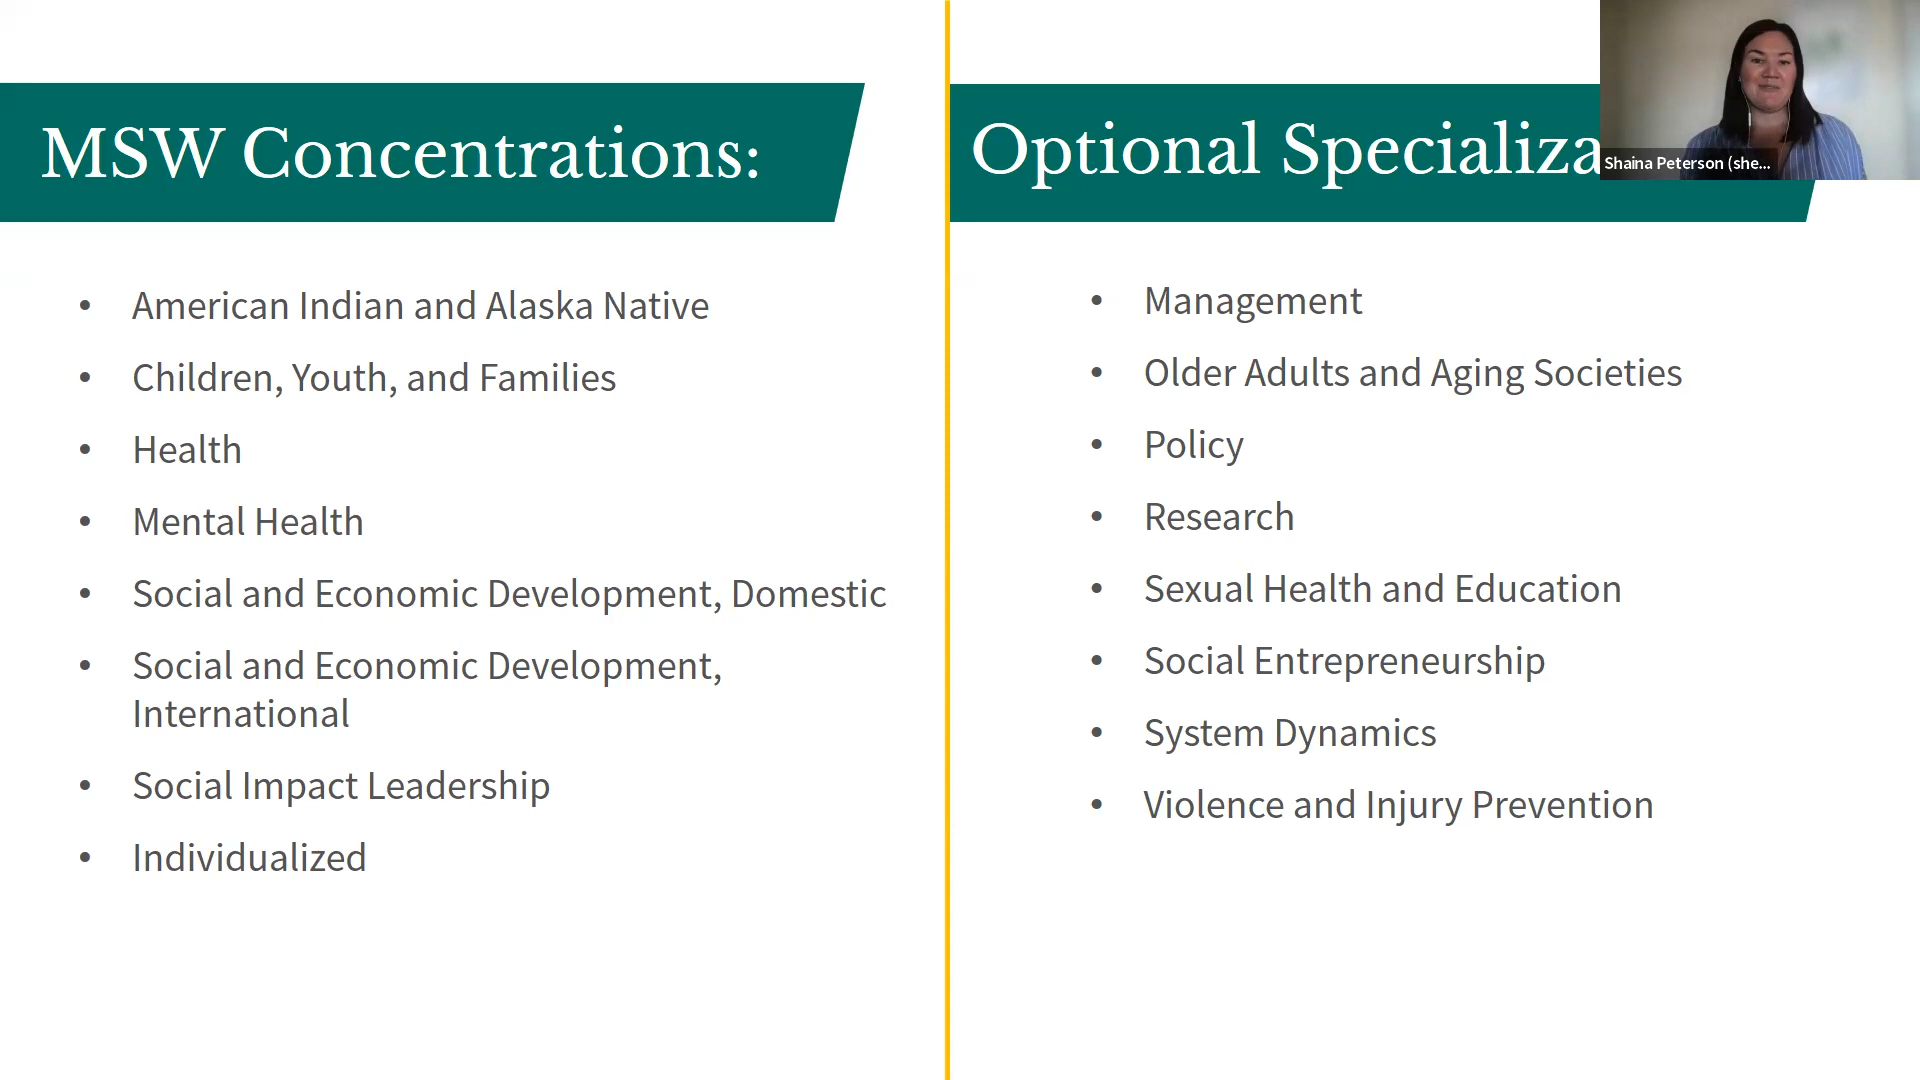 MSW Concentrations:
• American Indian and Alaska Native
• Children, Youth, and Families
• Health
• Mental Health
• Social and Economic Development, Domestic
• Social and Economic Development,
International
• Social Impact Leadership
• Individualized
Optional Specializa
• Management
• Older Adults and Aging Societies
• Policy
• Research
• Sexual Health and Education
• Social Entrepreneurship
• System Dynamics
• Violence and Injury Prevention
Shaina Peterson (she...